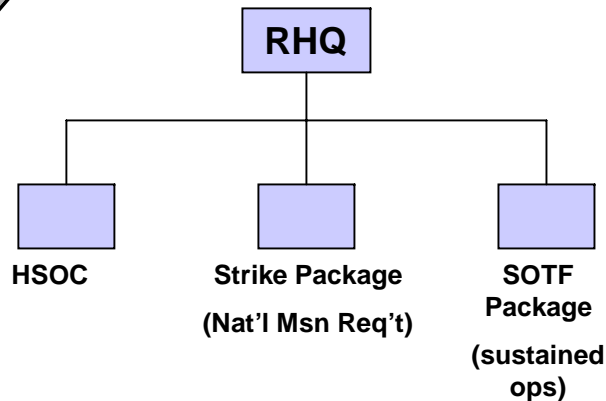 RHQ
HSOC
Strike Package
(Nat’l Msn Req’t)
SOTF
Package
(sustained
ops)